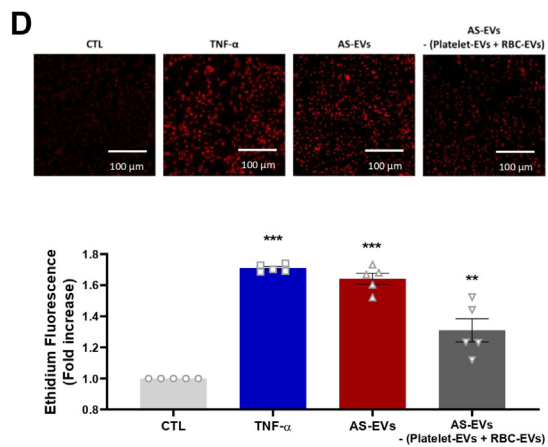 D
CTL
TNF-α
AS-EVs
AS-EVs
- (Platelet-EVs + RBC-EVs)
100 µm
100 µm
100 µm
100 µm
Ethidium Fluorescence
(Fold increase)
1.8
1.6
1.4
1.2
1.0
0.8
***
***
**
CTL
TNF-α
AS-EVs
AS-EVs
- (Platelet-EVs + RBC-EVs)